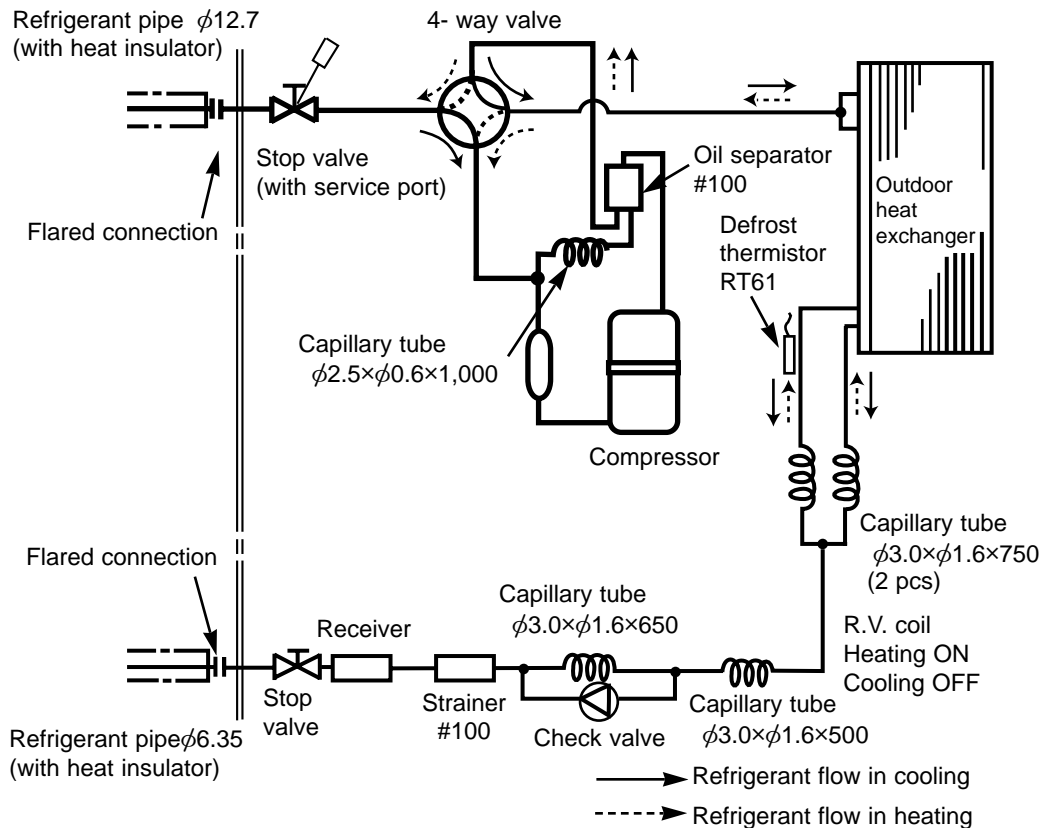 Refrigerant pipe ϕ12.7
(with heat insulator)
4- way valve
Stop valve
(with service port)
Flared connection
Oil separator
#100
Outdoor
heat
exchanger
Defrost
thermistor
RT61
Capillary tube
ϕ2.5×ϕ0.6×1,000
Compressor
Capillary tube
ϕ3.0×ϕ1.6×750
(2 pcs)
Flared connection
Capillary tube
ϕ3.0×ϕ1.6×650
R.V. coil
Heating ON
Cooling OFF
Receiver
Stop
valve
Strainer
#100
Check valve
Capillary tube
ϕ3.0×ϕ1.6×500
Refrigerant pipeϕ6.35
(with heat insulator)
Refrigerant flow in cooling
Refrigerant flow in heating